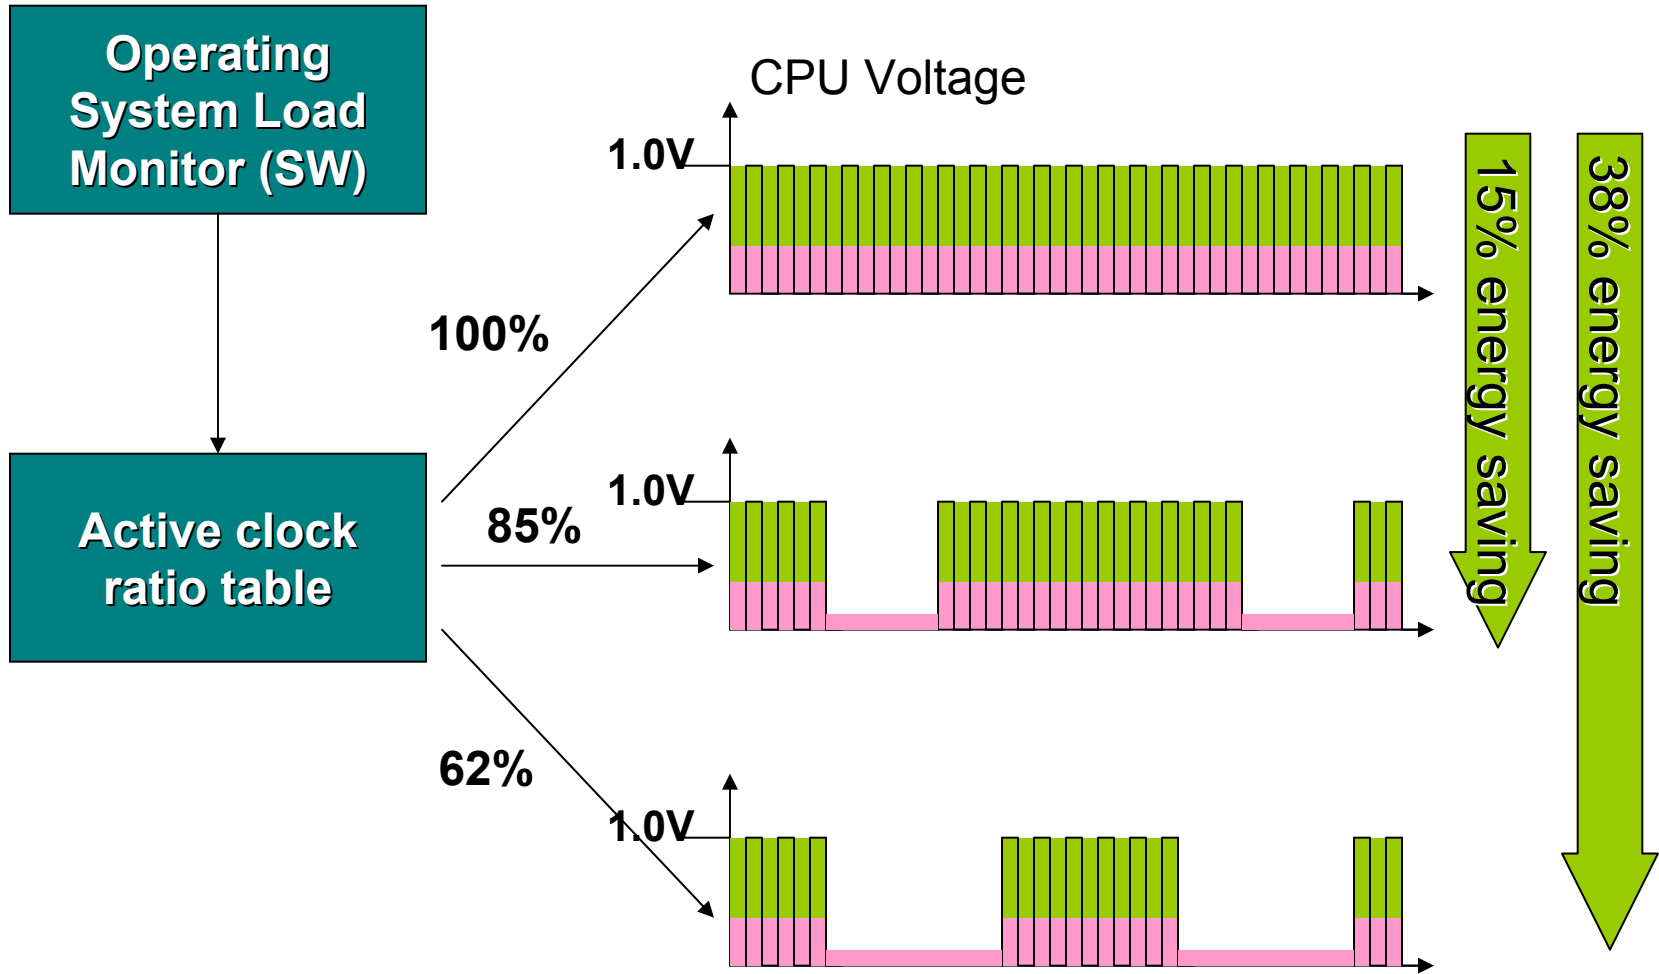 Operating
System Load
Monitor (SW)
CPU Voltage
1.0V
100%
Active clock
ratio table
1.0V
85%
62%
1.0V
15% energy saving
38% energy saving